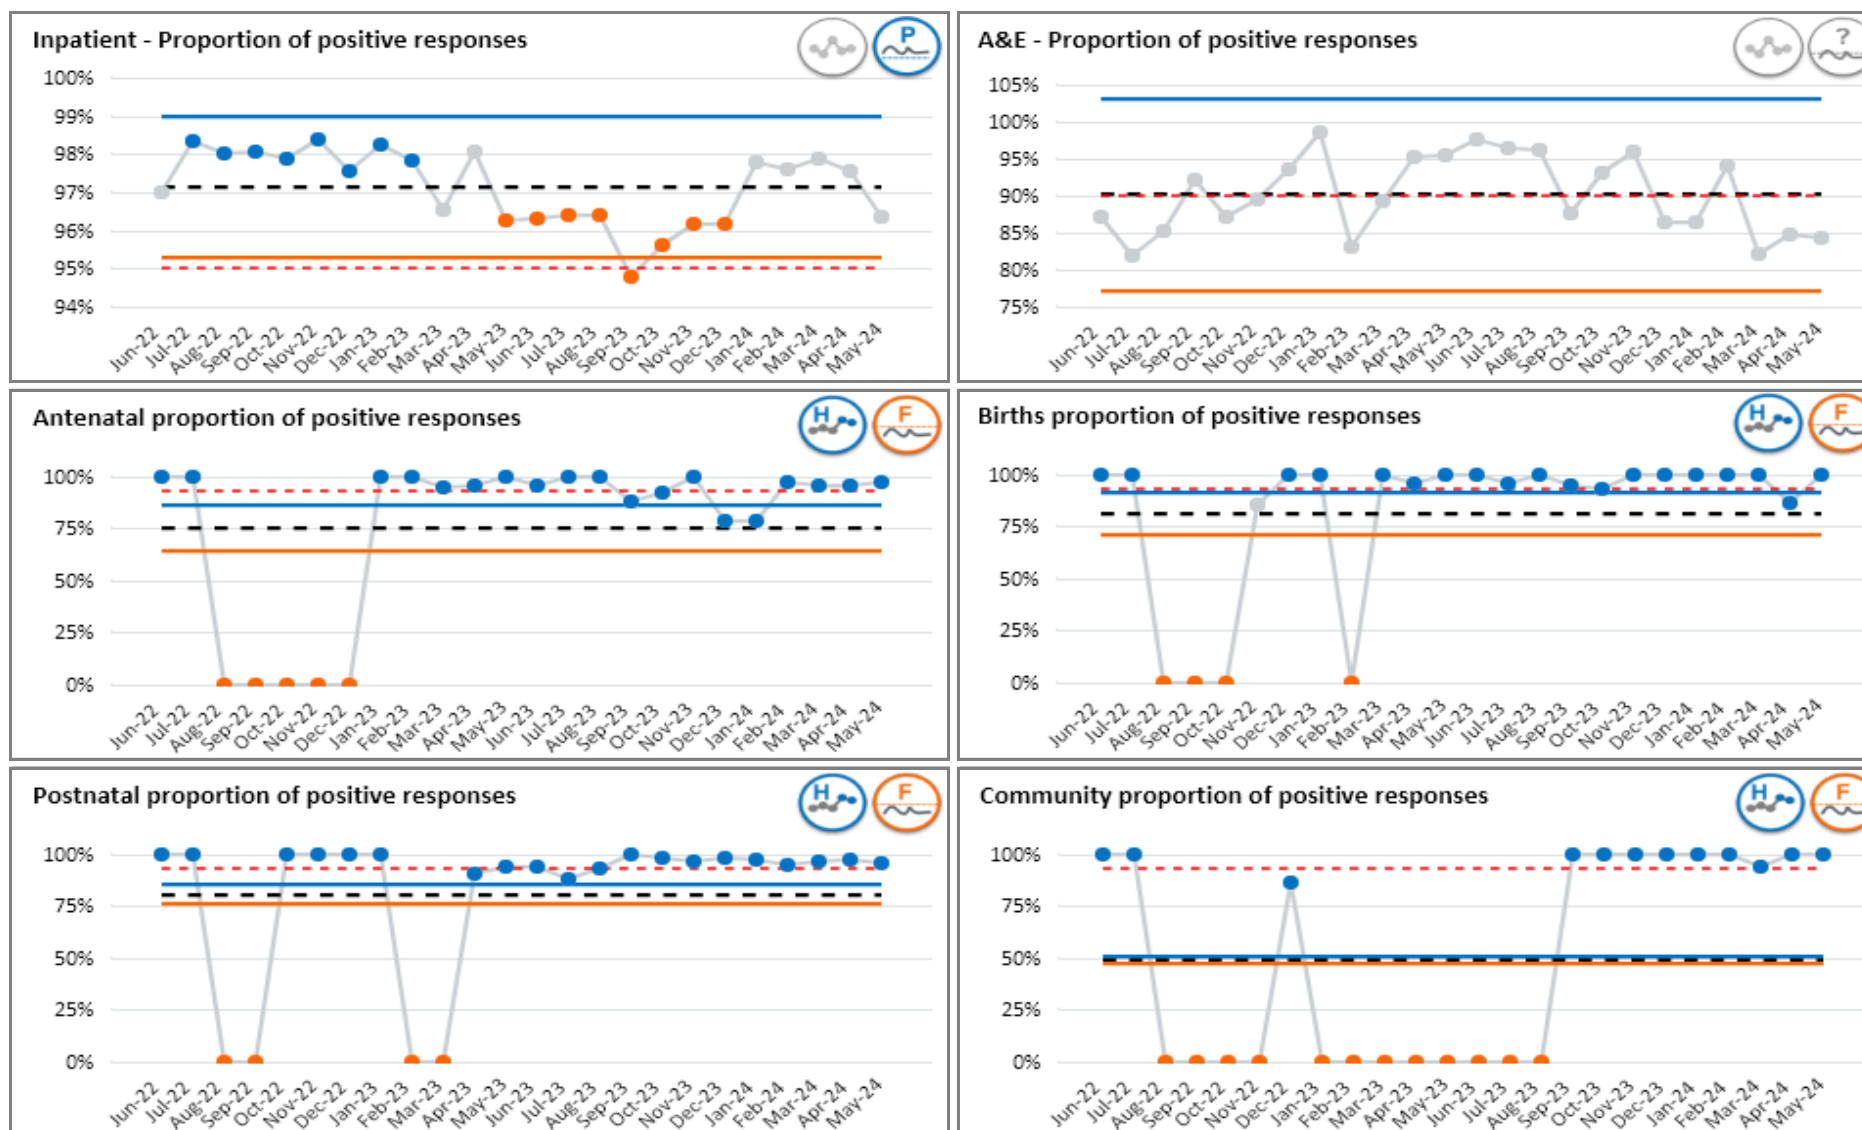 Inpatient - Proportion of positive responses
P
100%
99%
98%
97%
96%
95%
94%
Jun-22 Jul-22 Aug-22 Sep-22 Oct-22 Nov-22 Dec-22 Jan-23 Feb-23 Mar-23 Apr-23 May-23 Jun-23 Jul-23 Aug-23 Sep-23 Oct-23 Nov-23 Dec-23 Jan-24 Feb-24 Mar-24 Apr-24 May-24
A&E - Proportion of positive responses
?
105%
100%
95%
90%
85%
80%
75%
Jun-22 Jul-22 Aug-22 Sep-22 Oct-22 Nov-22 Dec-22 Jan-23 Feb-23 Mar-23 Apr-23 May-23 Jun-23 Jul-23 Aug-23 Sep-23 Oct-23 Nov-23 Dec-23 Jan-24 Feb-24 Mar-24 Apr-24 May-24
Antenatal proportion of positive responses
H F
100%
75%
50%
25%
0%
Jun-22 Jul-22 Aug-22 Sep-22 Oct-22 Nov-22 Dec-22 Jan-23 Feb-23 Mar-23 Apr-23 May-23 Jun-23 Jul-23 Aug-23 Sep-23 Oct-23 Nov-23 Dec-23 Jan-24 Feb-24 Mar-24 Apr-24 May-24
Births proportion of positive responses
H F
100%
75%
50%
25%
0%
Jun-22 Jul-22 Aug-22 Sep-22 Oct-22 Nov-22 Dec-22 Jan-23 Feb-23 Mar-23 Apr-23 May-23 Jun-23 Jul-23 Aug-23 Sep-23 Oct-23 Nov-23 Dec-23 Jan-24 Feb-24 Mar-24 Apr-24 May-24
Postnatal proportion of positive responses
H F
100%
75%
50%
25%
0%
Jun-22 Jul-22 Aug-22 Sep-22 Oct-22 Nov-22 Dec-22 Jan-23 Feb-23 Mar-23 Apr-23 May-23 Jun-23 Jul-23 Aug-23 Sep-23 Oct-23 Nov-23 Dec-23 Jan-24 Feb-24 Mar-24 Apr-24 May-24
Community proportion of positive responses
H F
100%
75%
50%
25%
0%
Jun-22 Jul-22 Aug-22 Sep-22 Oct-22 Nov-22 Dec-22 Jan-23 Feb-23 Mar-23 Apr-23 May-23 Jun-23 Jul-23 Aug-23 Sep-23 Oct-23 Nov-23 Dec-23 Jan-24 Feb-24 Mar-24 Apr-24 May-24